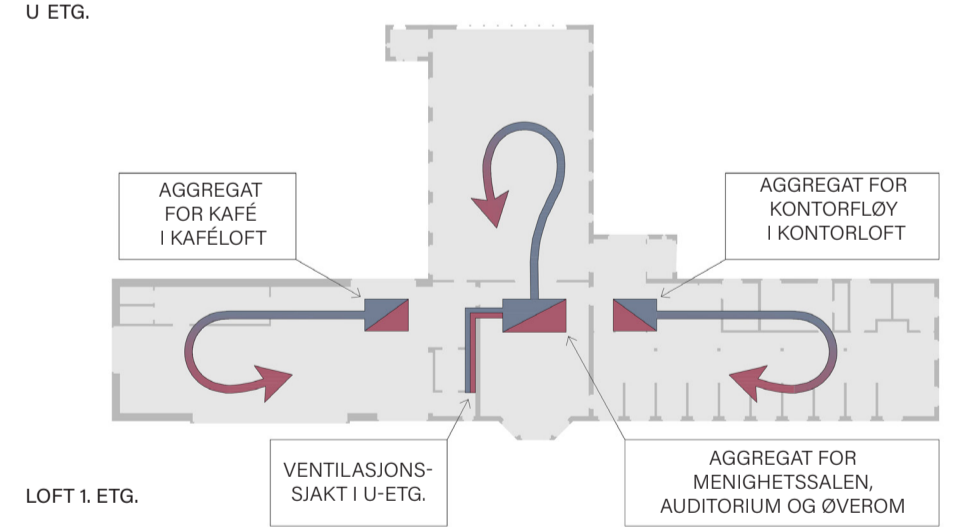 U ETG.
AGGREGAT
FOR KAFÉ
I KAFÉLOFT
AGGREGAT FOR
KONTORFLØY
I KONTORLOFT
VENTILASJONS-
SJAKT I U-ETG.
AGGREGAT FOR
MENIGHETSSALEN,
AUDITORIUM OG ØVEROM
LOFT 1. ETG.